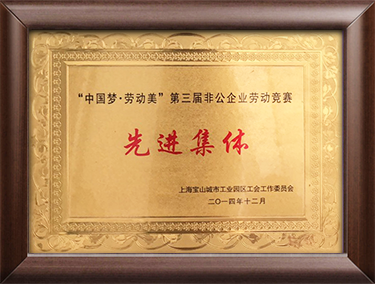 “中国梦·劳动美”第三届非公企业劳动竞赛
先进集体
上海宝山城市工业园区工会工作委员会
二〇一四年十二月